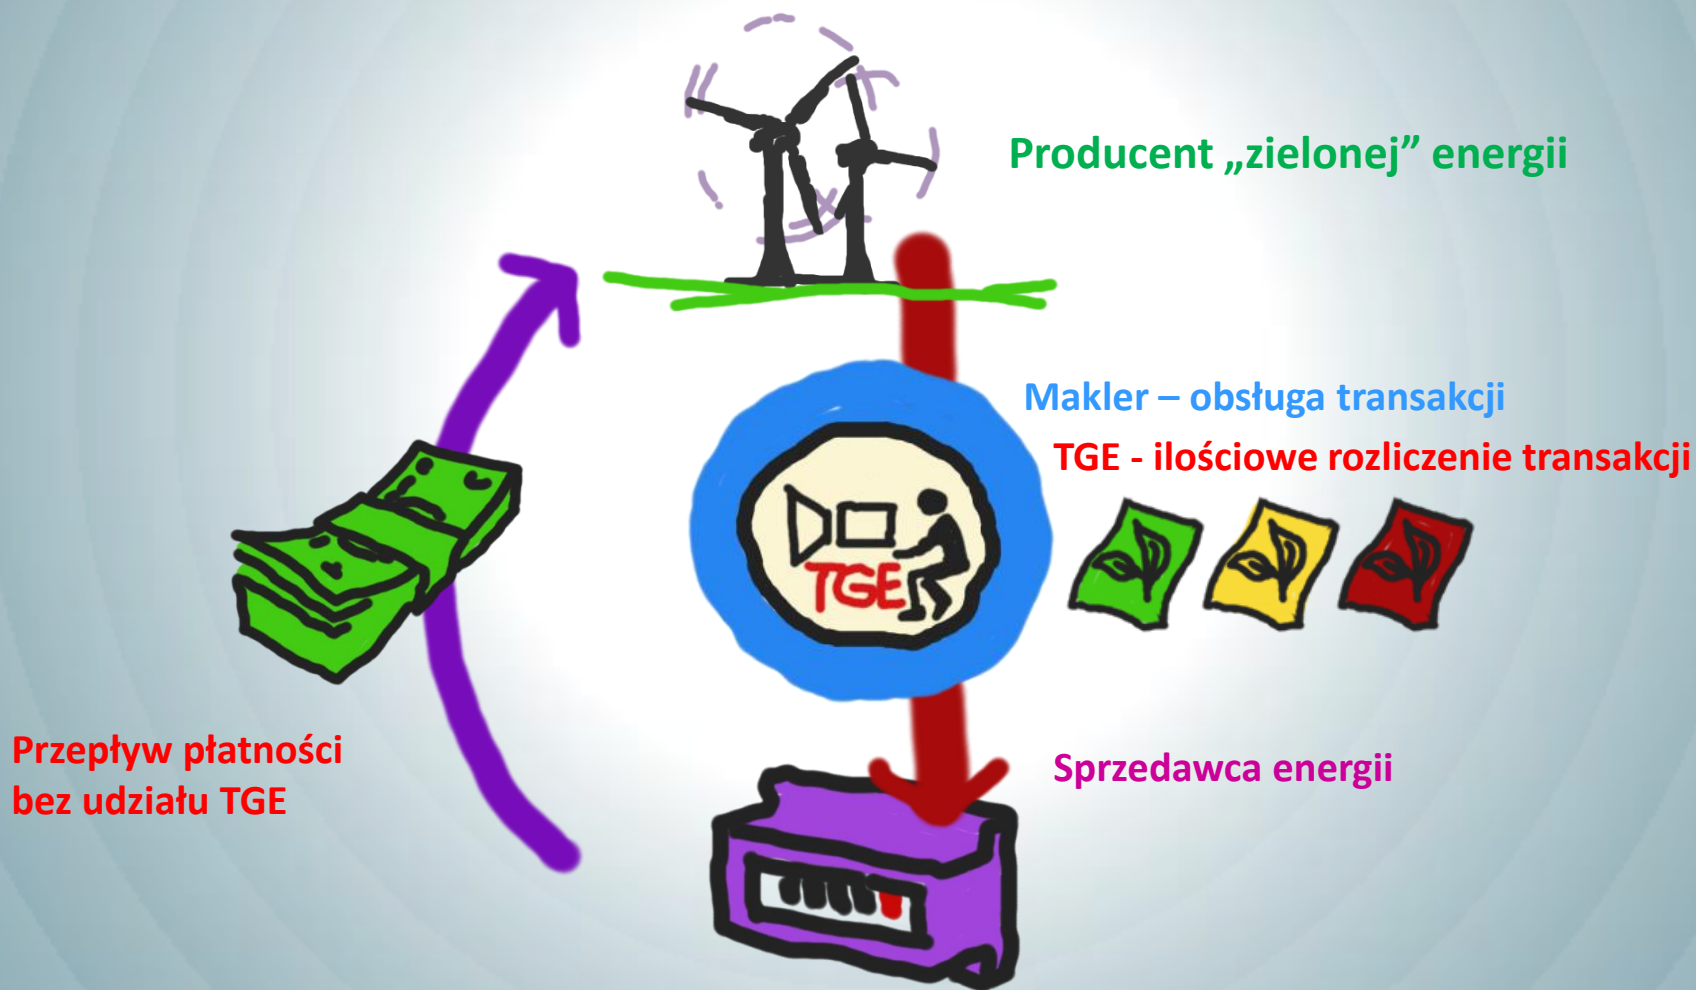 Producent „zielonej” energii
Makler – obsługa transakcji
TGE - ilościowe rozliczenie transakcji
TGE
Przepływ płatności
bez udziału TGE
Sprzedawca energii